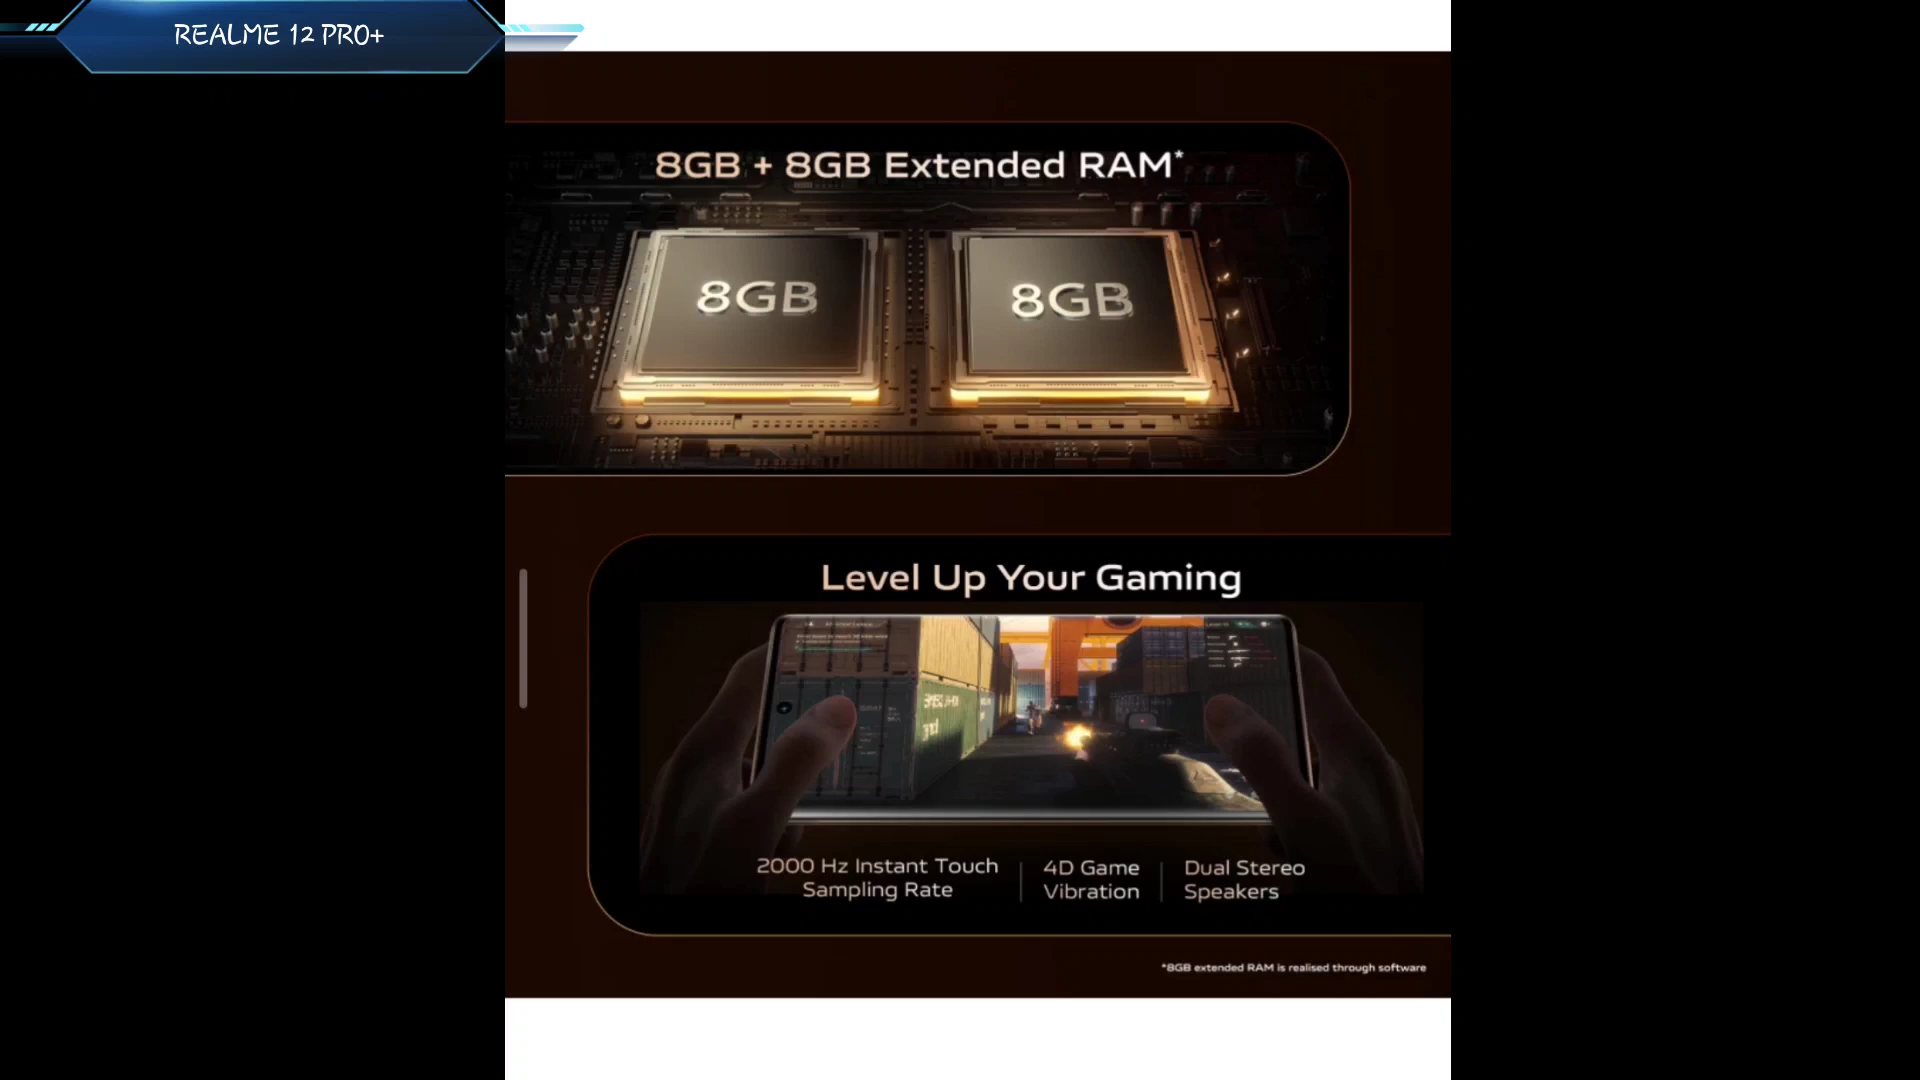 REALME 12 PRO+
8GB + 8GB Extended RAM*
8GB
8GB
Level Up Your Gaming
2000 Hz Instant Touch
Sampling Rate
4D Game
Vibration
Dual Stereo
Speakers
*8GB extended RAM is realised through software